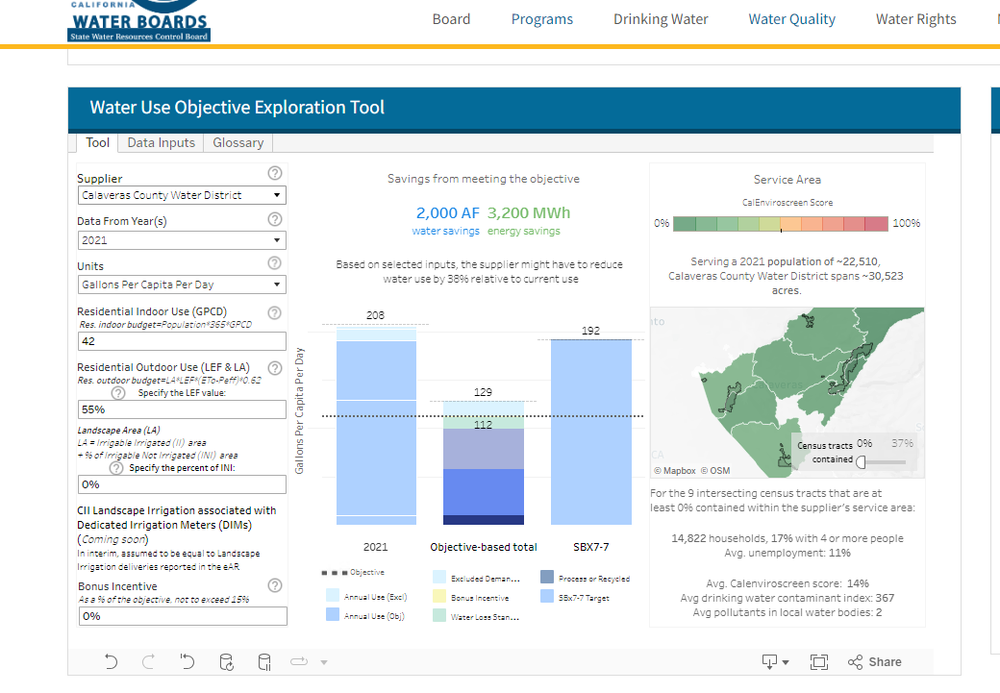 CALIFORNIA
WATER BOARDS
State Water Resources Control Board
Board Programs Drinking Water Water Quality Water Rights
Water Use Objective Exploration Tool
Tool Data Inputs Glossary
Supplier
Calaveras County Water District
Data From Year(s)
2021
Units
Gallons Per Capita Per Day
Residential Indoor Use (GPCD)
Res. indoor budget=Population*365*GPCD
42
Residential Outdoor Use (LEF & LA)
Res. outdoor budget=LA*LEF*(ETo-Peff)*0.62
Specify the LEF value:
55%
Landscape Area (LA)
LA = Irrigable Irrigated (II) area
+ % of Irrigable Not Irrigated (INI) area
Specify the percent of INI:
0%
CII Landscape Irrigation associated with
Dedicated Irrigation Meters (DIMs)
(Coming soon)
In interim, assumed to be equal to Landscape
Irrigation deliveries reported in the eAR
Bonus Incentive
As a % of the objective, not to exceed 15%
0%
Savings from meeting the objective
2,000 AF 3,200 MWh
water savings energy savings
Based on selected inputs, the supplier might have to reduce
water use by 38% relative to current use
Gallons Per Capita Per Day
208
129
112
192
2021 Objective-based total SBX7-7
Objective
Annual Use (Excl)
Annual Use (Obj)
Excluded Deman...
Bonus Incentive
Water Loss Stan...
Process or Recycled
SBx7-7 Target
Service Area
CalEnviroscreen Score
0% 100%
Serving a 2021 population of ~22,510,
Calaveras County Water District spans ~30,523
acres.
nto
Calaveras
CA
S
Census tracts
contained
0% 37%
© Mapbox © OSM
For the 9 intersecting census tracts that are at
least 0% contained within the supplier's service area:
14,822 households, 17% with 4 or more people
Avg. unemployment: 11%
Avg. Calenviroscreen score: 14%
Avg drinking water contaminant index: 367
Avg pollutants in local water bodies: 2
Share